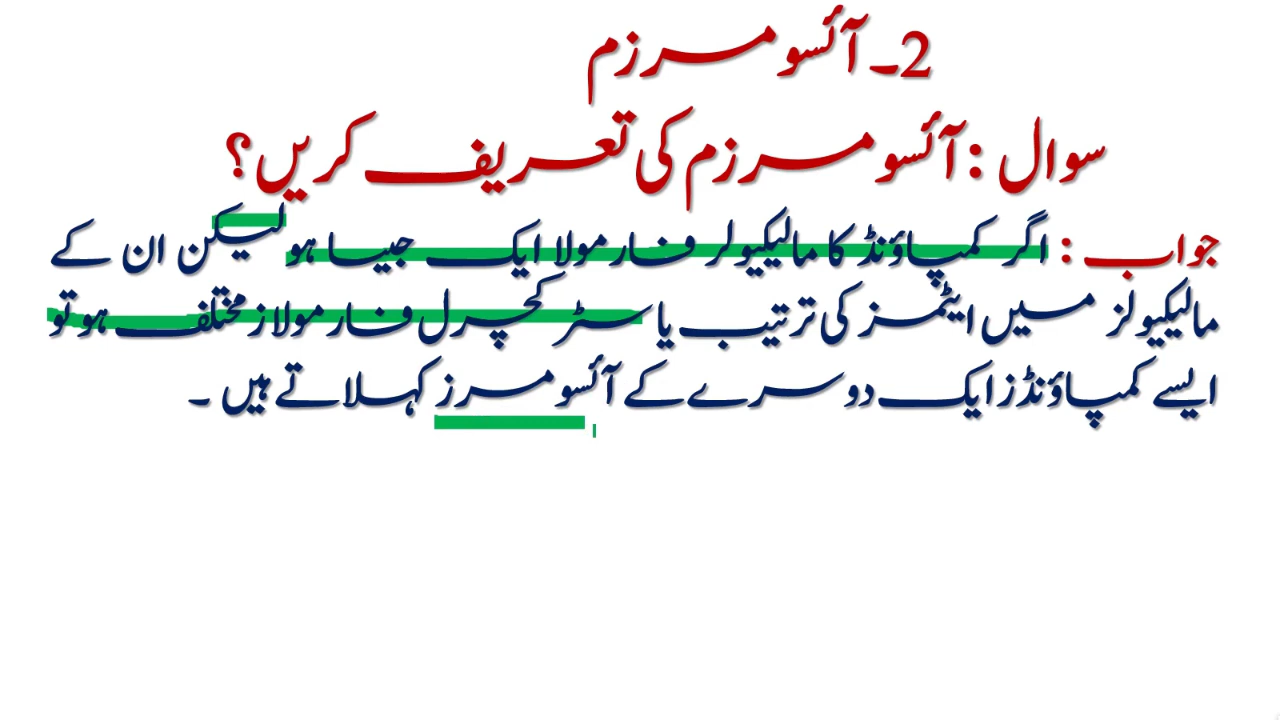 2۔ آئسومرزم
سوال : آئسومرزم کی تعریف کریں؟
جواب : اگر کمپاؤنڈ کا مالیکیولر فارمولا ایک جیسا ہو لیکن ان کے
مالیکیولز میں ایٹمز کی ترتیب یا سٹرکچرل فارمولاز مختلف ہو تو
ایسے کمپاؤنڈز ایک دوسرے کے آئسومرز کہلاتے ہیں ۔